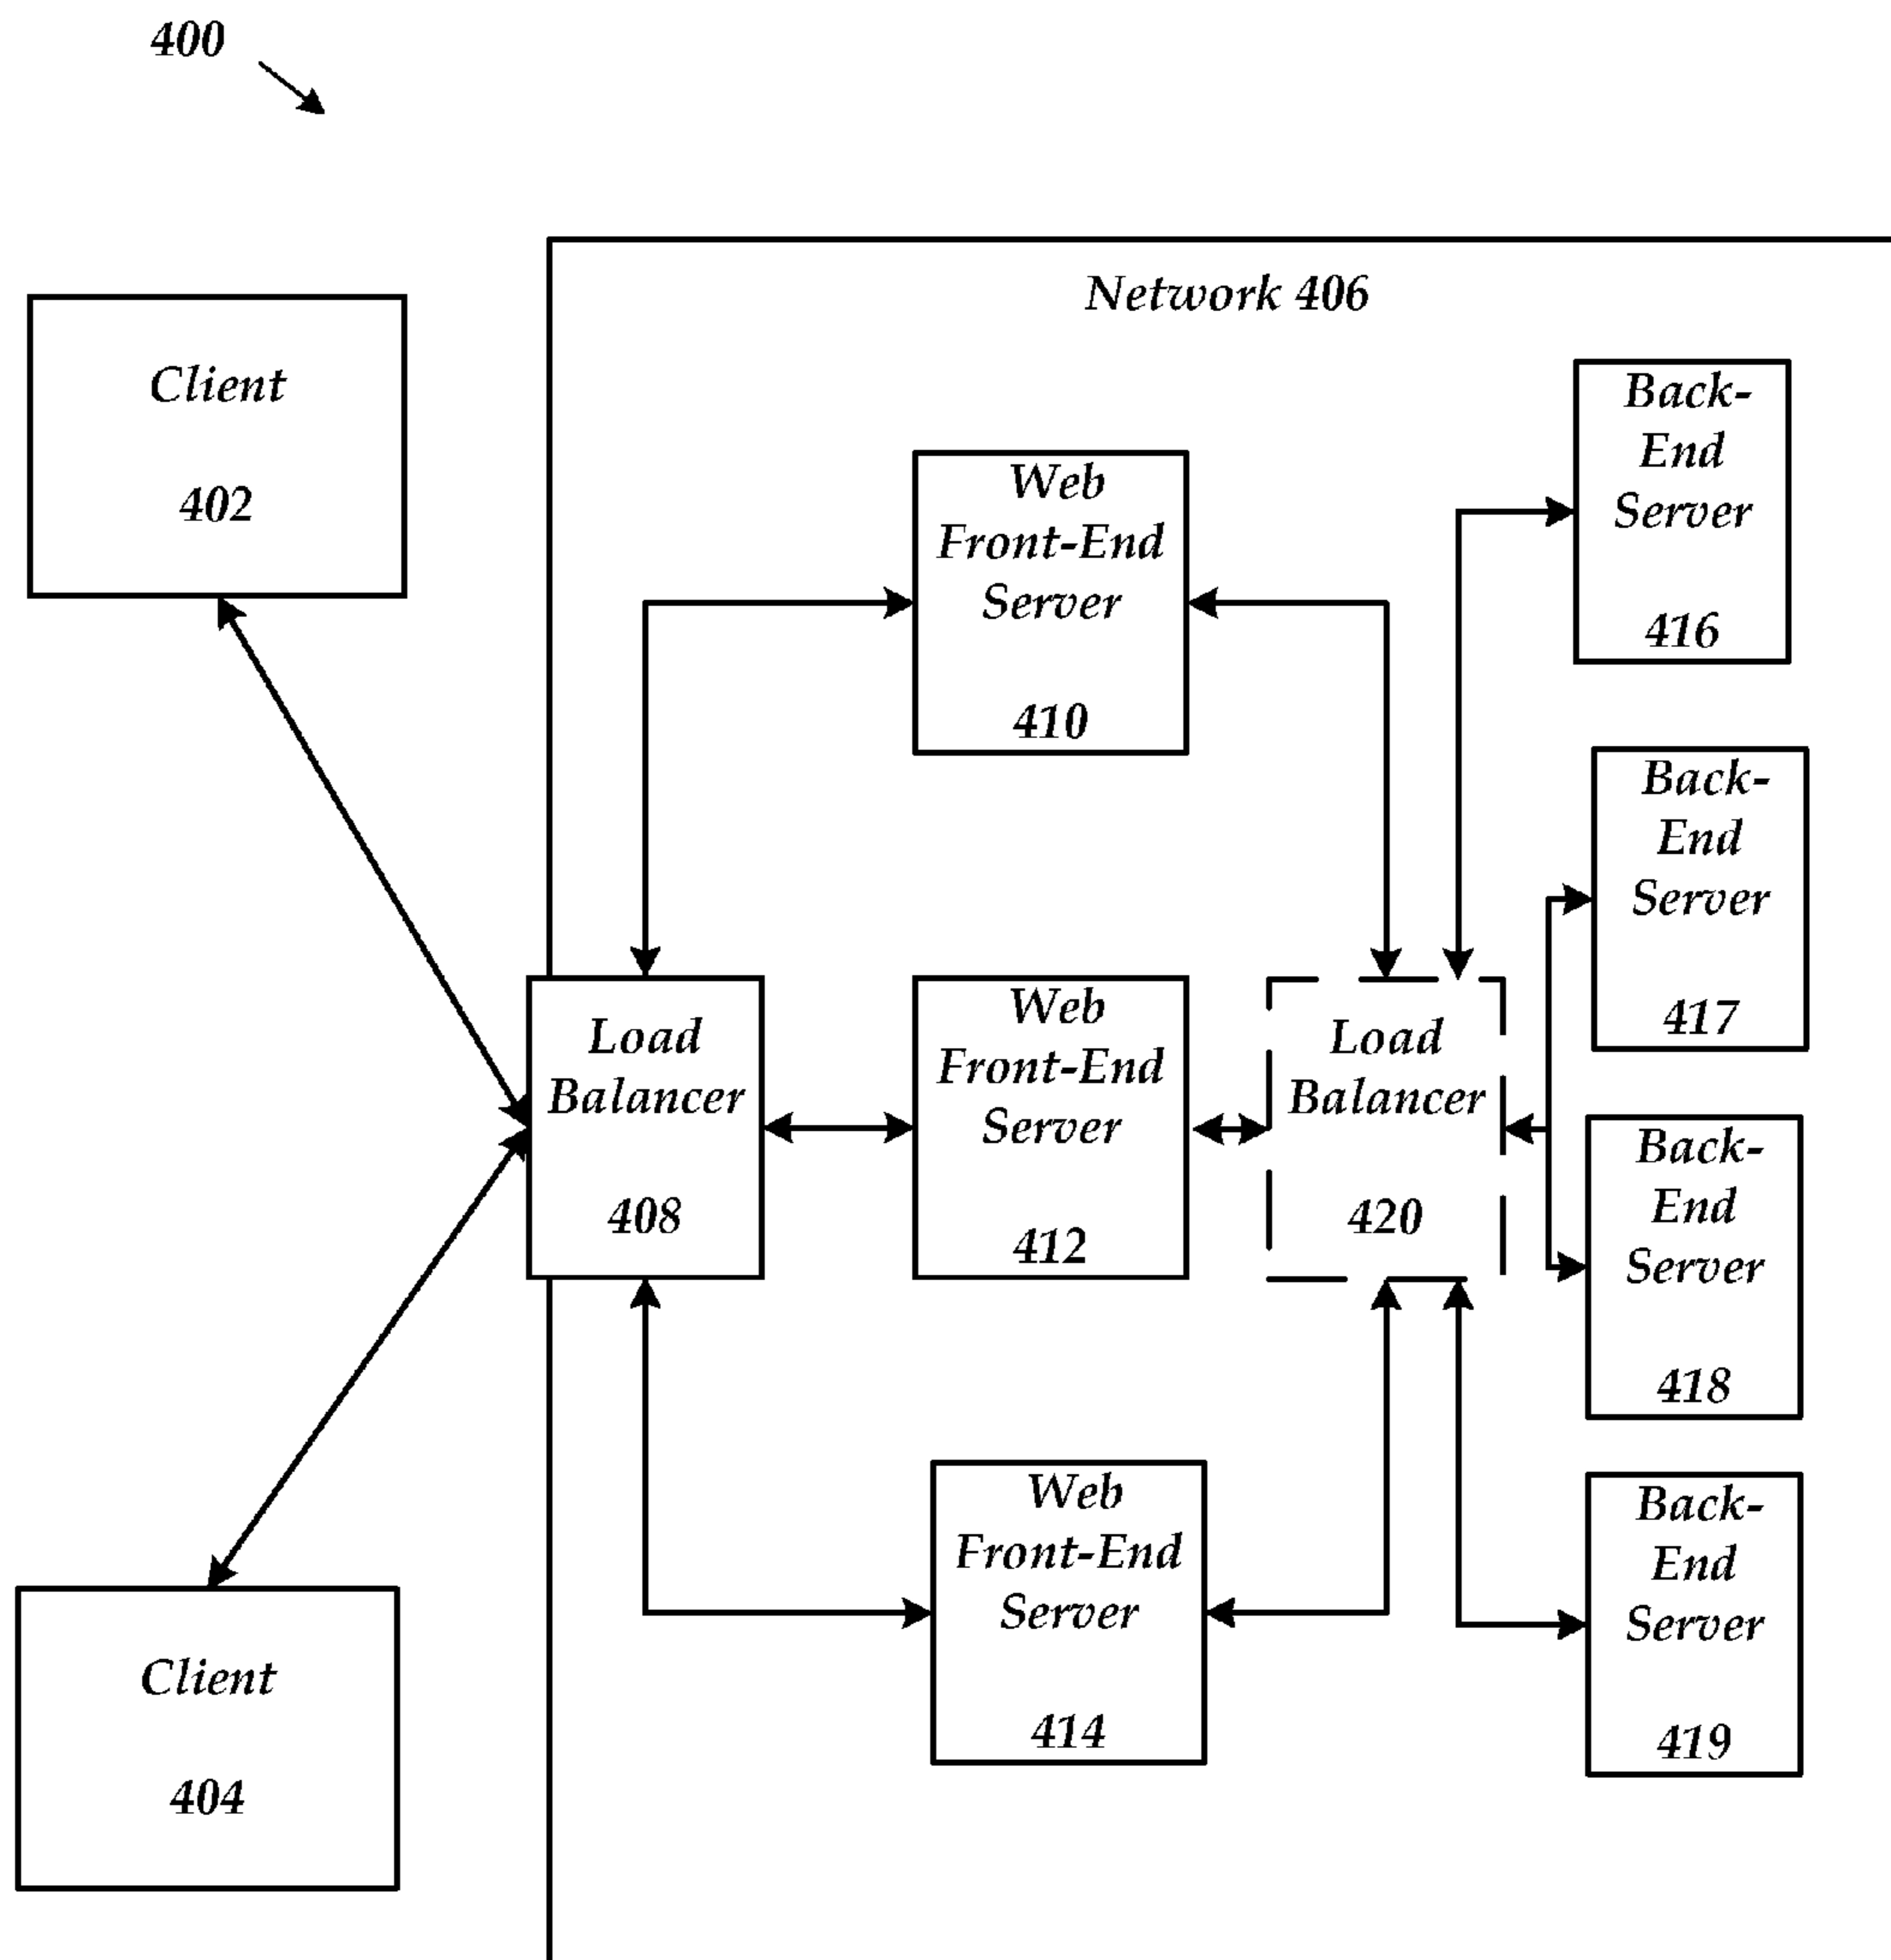 400
Network 406
Client
402
Web
Front-End
Server
410
Back-
End
Server
416
Back-
End
Server
417
Load
Balancer
408
Web
Front-End
Server
412
Load
Balancer
420
Back-
End
Server
418
Client
404
Web
Front-End
Server
414
Back-
End
Server
419